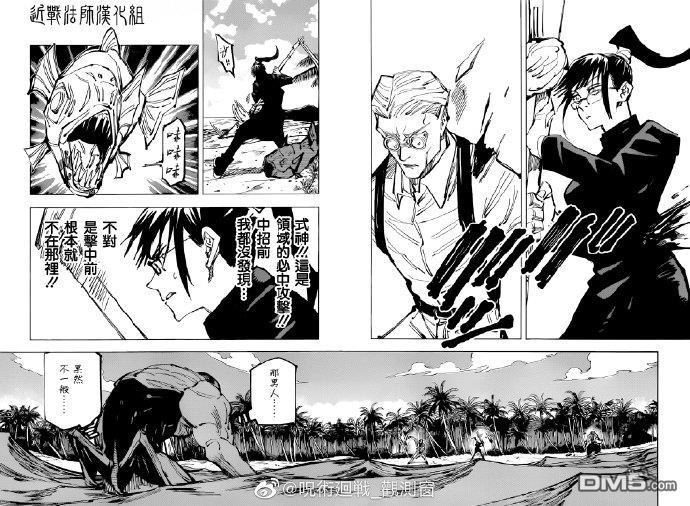 近戰法師漢化組
式神!!這是
領域的必中攻擊!!
中招前
我都沒發現…
不對
是擊中前
根本就
不在那裡!!
咔咔咔
那男人……
果然
不一般……
@呪術廻戦_觀測窗
DM5.com